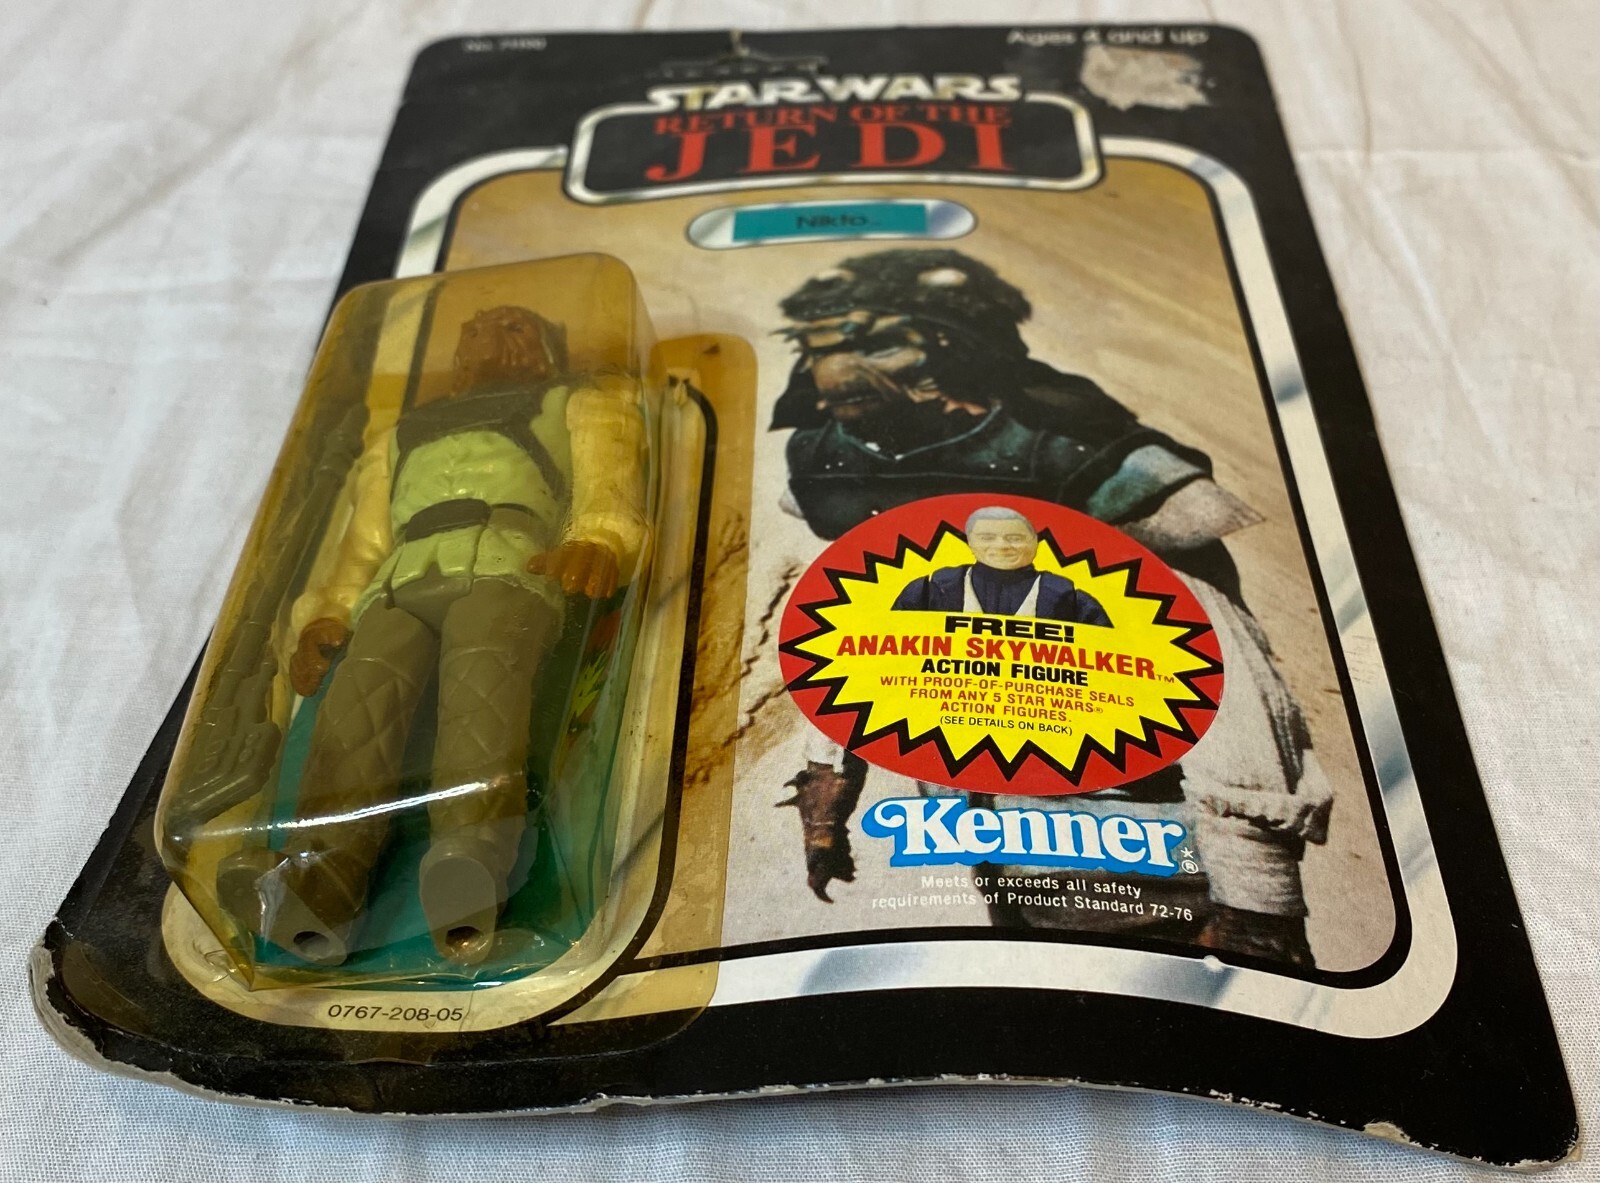 Ages 4 and up
STAR WARS
RETURN OF THE
JEDI
Nikto™
FREE!
ANAKIN SKYWALKER™
ACTION FIGURE
WITH PROOF-OF-PURCHASE SEALS
FROM ANY 5 STAR WARS®
ACTION FIGURES.
(SEE DETAILS ON BACK)
Kenner*®
Meets or exceeds all safety
requirements of Product Standard 72-76
0767-208-05